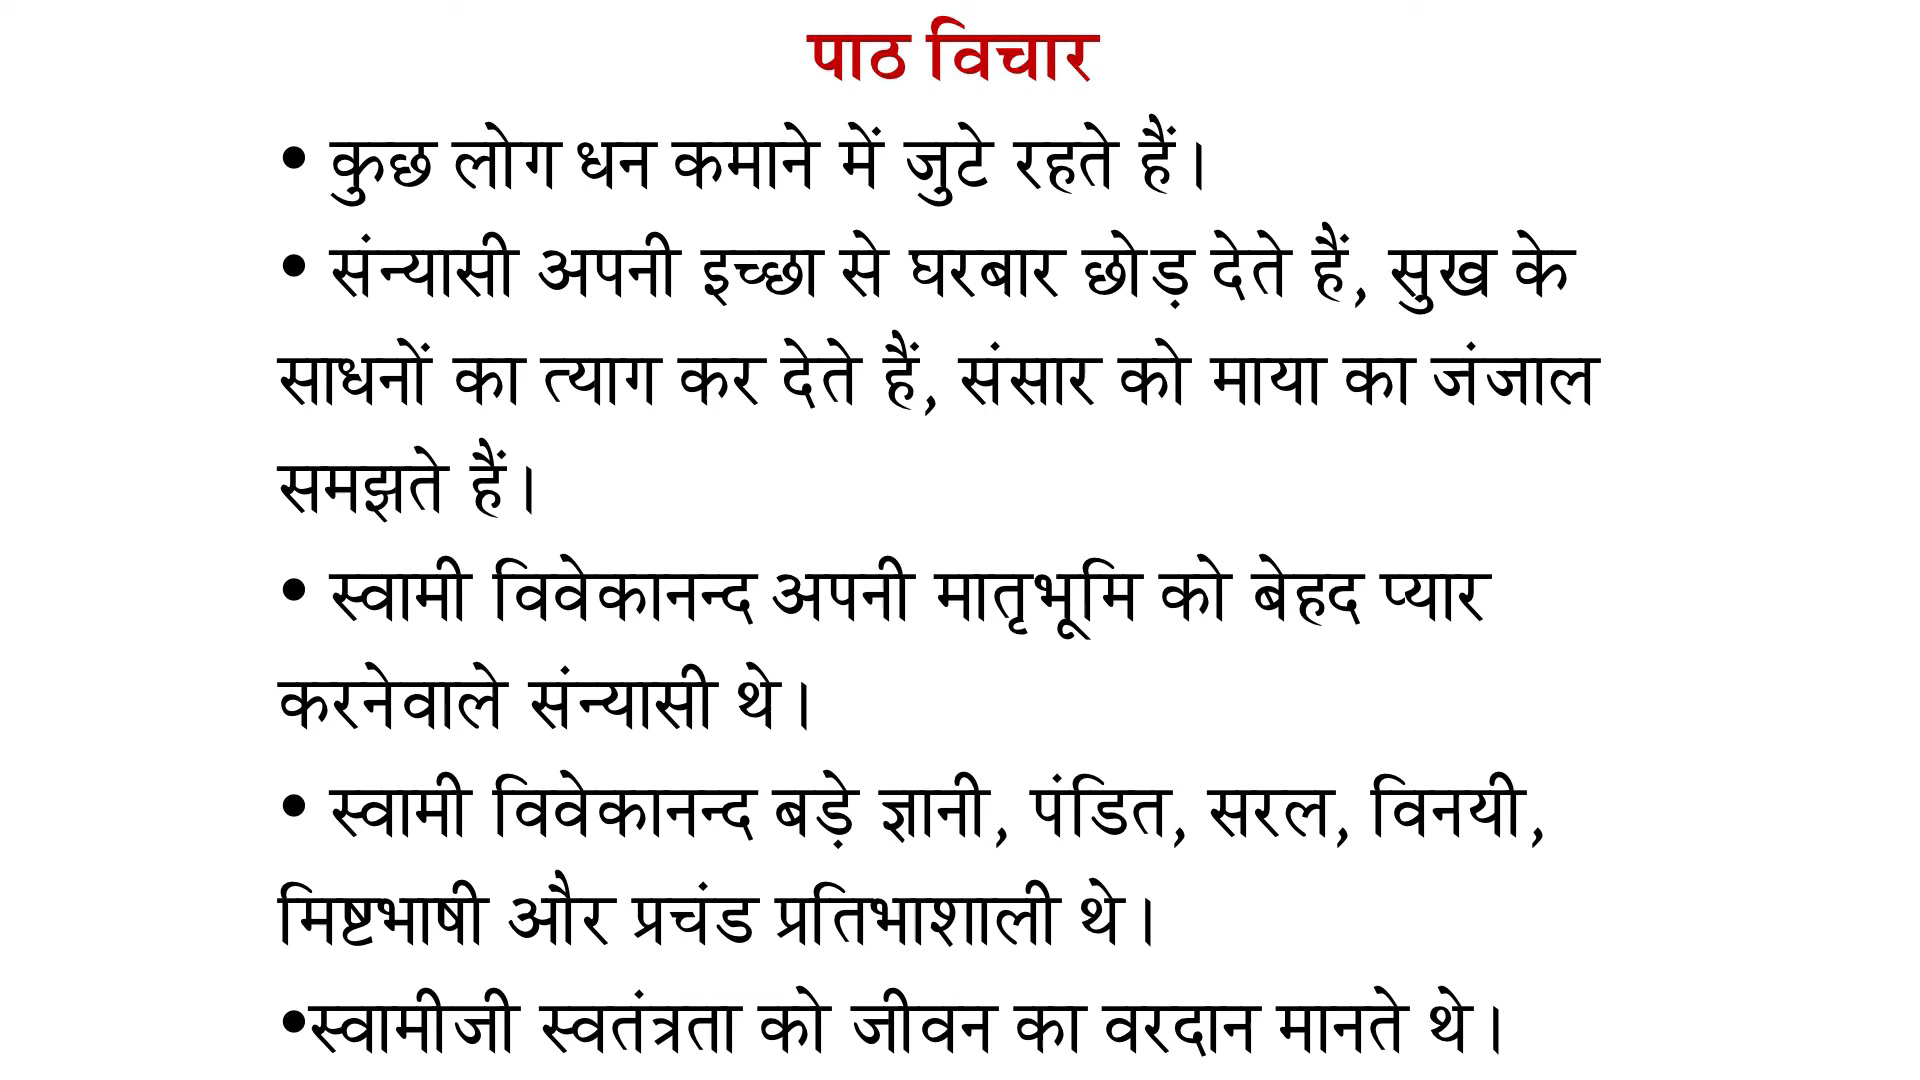 पाठ विचार
• कुछ लोग धन कमाने में जुटे रहते हैं।
• संन्यासी अपनी इच्छा से घरबार छोड़ देते हैं, सुख के
साधनों का त्याग कर देते हैं, संसार को माया का जंजाल
समझते हैं।
• स्वामी विवेकानन्द अपनी मातृभूमि को बेहद प्यार
करनेवाले संन्यासी थे।
• स्वामी विवेकानन्द बड़े ज्ञानी, पंडित, सरल, विनयी,
मिष्टभाषी और प्रचंड प्रतिभाशाली थे।
•स्वामीजी स्वतंत्रता को जीवन का वरदान मानते थे।